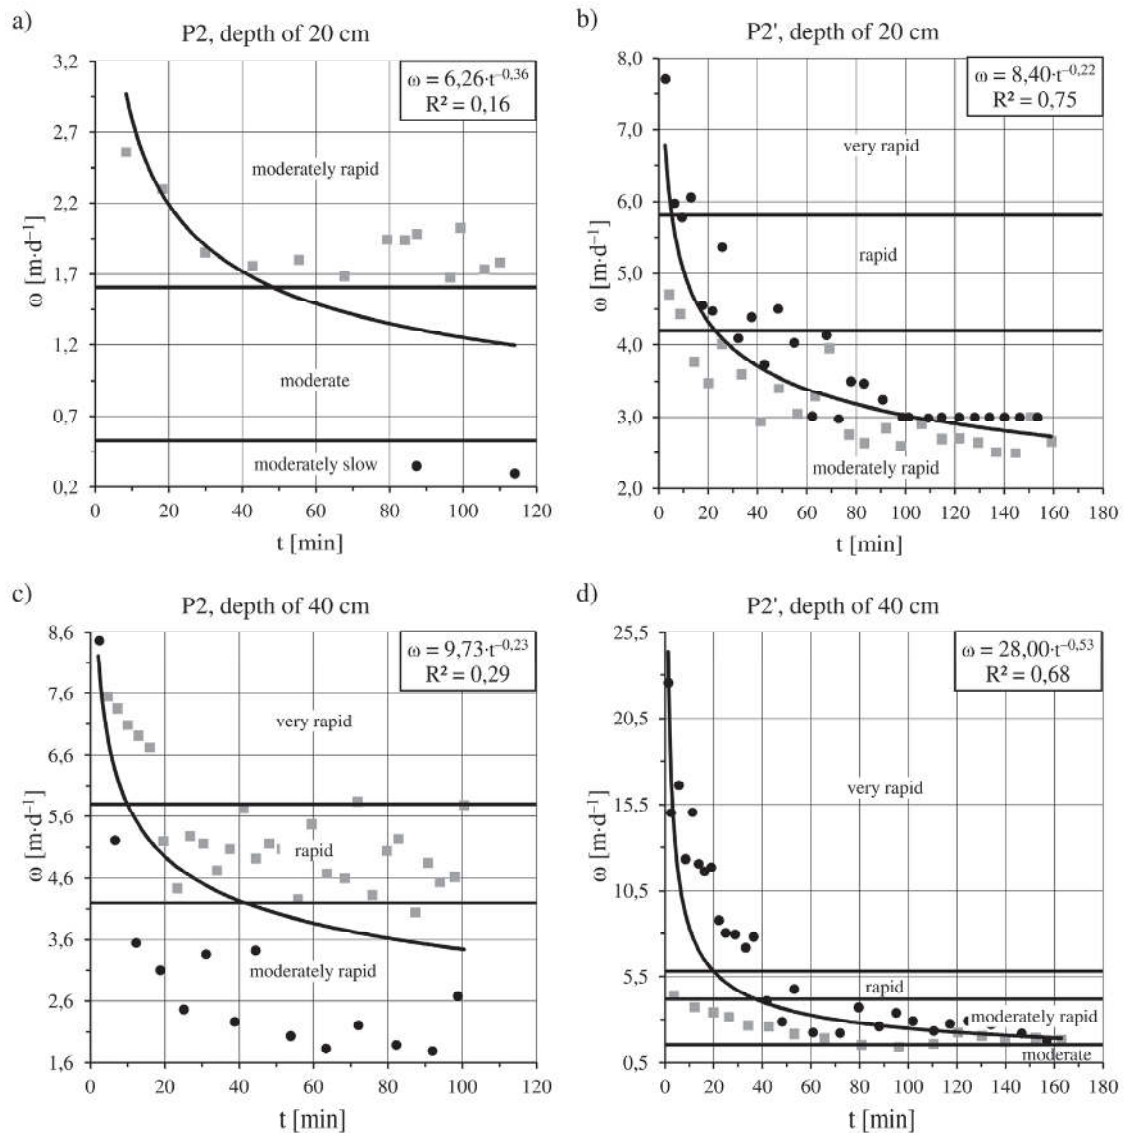 a)
P2, depth of 20 cm
ω = 6,26·t⁻⁰,³⁶
R² = 0,16
3,2
2,7
2,2
1,7
1,2
0,7
0,2
ω [m·d⁻¹]
moderately rapid
moderate
moderately slow
0 20 40 60 80 100 120
t [min]
b)
P2', depth of 20 cm
ω = 8,40·t⁻⁰,²²
R² = 0,75
8,0
7,0
6,0
5,0
4,0
3,0
2,0
ω [m·d⁻¹]
very rapid
rapid
moderately rapid
0 20 40 60 80 100 120 140 160 180
t [min]
c)
P2, depth of 40 cm
ω = 9,73·t⁻⁰,²³
R² = 0,29
8,6
7,6
6,6
5,6
4,6
3,6
2,6
1,6
ω [m·d⁻¹]
very rapid
rapid
moderately rapid
0 20 40 60 80 100 120
t [min]
d)
P2', depth of 40 cm
ω = 28,00·t⁻⁰,⁵³
R² = 0,68
25,5
20,5
15,5
10,5
5,5
0,5
ω [m·d⁻¹]
very rapid
rapid
moderately rapid
moderate
0 20 40 60 80 100 120 140 160 180
t [min]